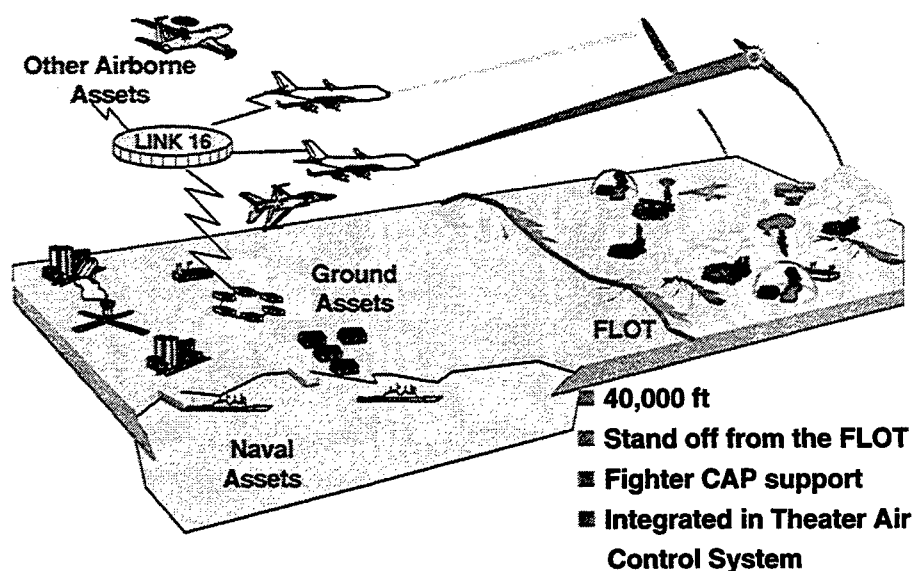 Other Airborne
Assets
LINK 16
Ground
Assets
FLOT
Naval
Assets
40,000 ft
Stand off from the FLOT
Fighter CAP support
Integrated in Theater Air
Control System